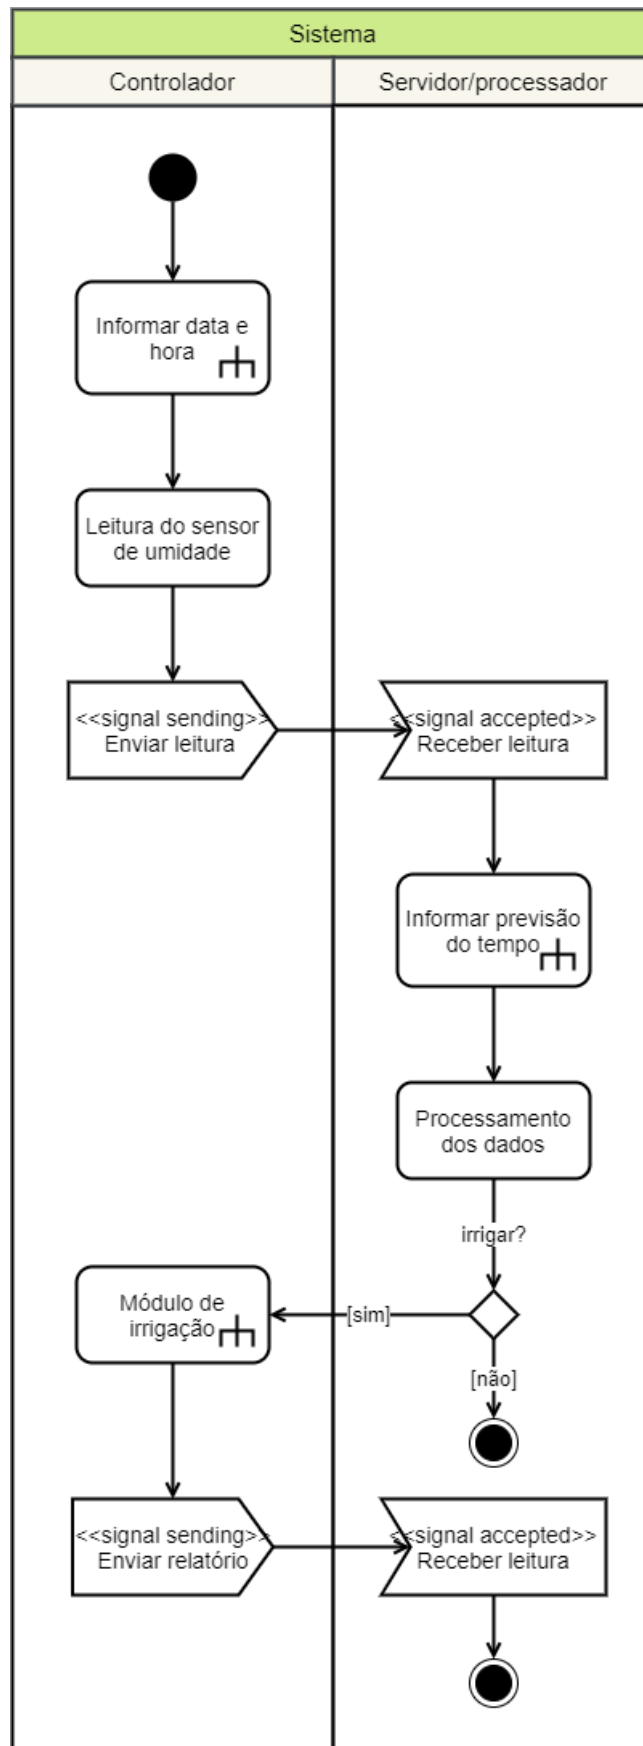 Sistema
Controlador
Servidor/processador
Informar data e
hora
Leitura do sensor
de umidade
<<signal sending>>
Enviar leitura
<<signal accepted>>
Receber leitura
Informar previsão
do tempo
Processamento
dos dados
irrigar?
[sim]
Módulo de
irrigação
[não]
<<signal sending>>
Enviar relatório
<<signal accepted>>
Receber leitura